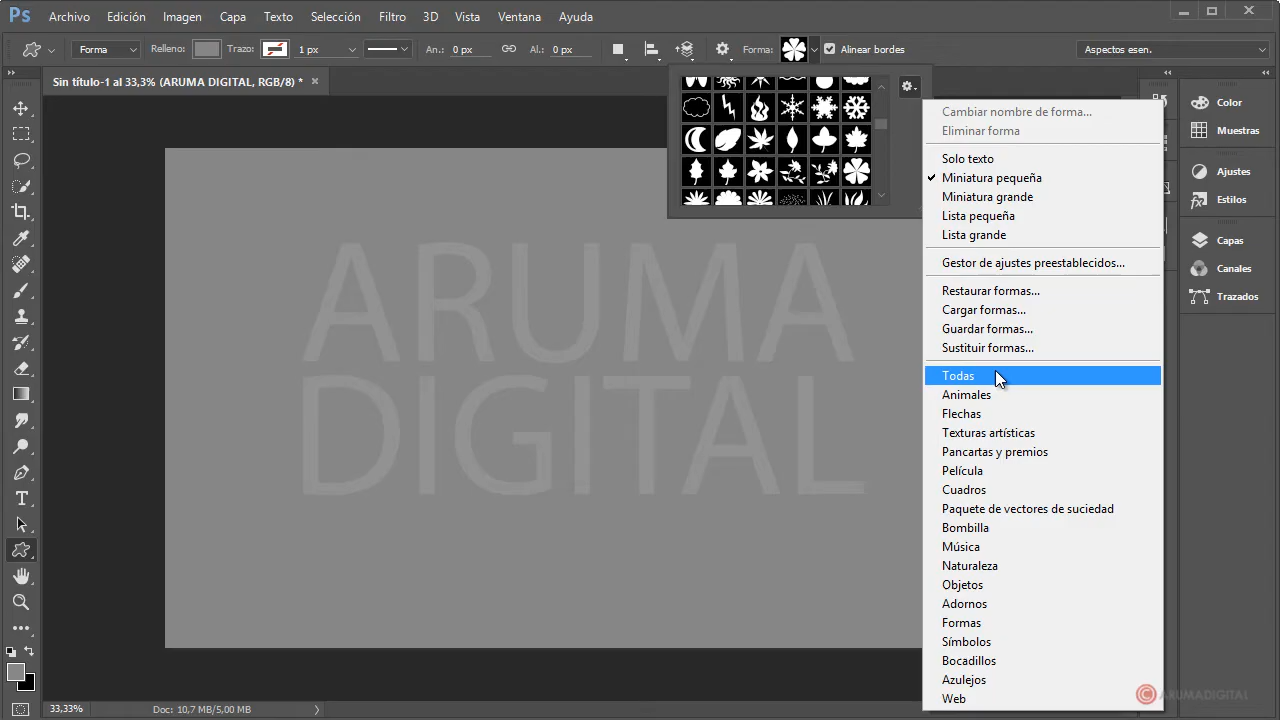 Ps Archivo Edición Imagen Capa Texto Selección Filtro 3D Vista Ventana Ayuda
Forma Relleno: Trazo: 1 px An.: 0 px Al.: 0 px Forma: Alinear bordes Aspectos esen.
Sin título-1 al 33,3% (ARUMA DIGITAL, RGB/8) *
Cambiar nombre de forma...
Eliminar forma
Solo texto
Miniatura pequeña
Miniatura grande
Lista pequeña
Lista grande
Gestor de ajustes preestablecidos...
Restaurar formas...
Cargar formas...
Guardar formas...
Sustituir formas...
Todas
Animales
Flechas
Texturas artísticas
Pancartas y premios
Película
Cuadros
Paquete de vectores de suciedad
Bombilla
Música
Naturaleza
Objetos
Adornos
Formas
Símbolos
Bocadillos
Azulejos
Web
Color
Muestras
Ajustes
Estilos
Capas
Canales
Trazados
ARUMA
DIGITAL
33,33% Doc: 10,7 MB/5,00 MB
© ARUMADIGITAL